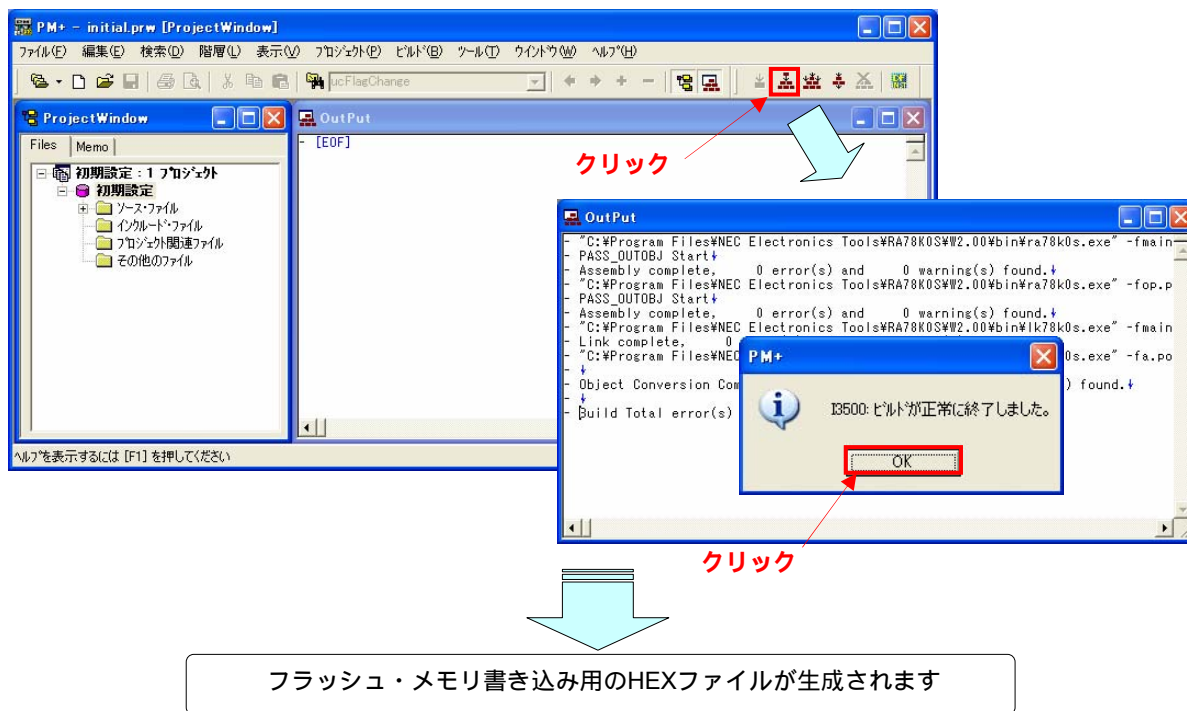 PM+ - initial.prw [ProjectWindow]
ファイル(F) 編集(E) 検索(D) 階層(L) 表示(V) プロジェクト(P) ビルド(B) ツール(T) ウインドウ(W) ヘルプ(H)
ucFlagChange
ProjectWindow
Files Memo
初期設定 : 1 プロジェクト
初期設定
ソース・ファイル
インクルード・ファイル
プロジェクト関連ファイル
その他のファイル
OutPut
- [EOF]
クリック
ヘルプを表示するには [F1] を押してください
OutPut
- "C:¥Program Files¥NEC Electronics Tools¥RA78K0S¥W2.00¥bin¥ra78k0s.exe" -fmain
- PASS_OUTOBJ Start↓
- Assembly complete, 0 error(s) and 0 warning(s) found.↓
- "C:¥Program Files¥NEC Electronics Tools¥RA78K0S¥W2.00¥bin¥ra78k0s.exe" -fop.p
- PASS_OUTOBJ Start↓
- Assembly complete, 0 error(s) and 0 warning(s) found.↓
- "C:¥Program Files¥NEC Electronics Tools¥RA78K0S¥W2.00¥bin¥lk78k0s.exe" -fmain
- Link complete, 0
- "C:¥Program Files¥NEC 0s.exe" -fa.po
- ↓
- Object Conversion Com ) found.↓
- ↓
- Build Total error(s)
PM+
I3500: ビルドが正常に終了しました。
OK
クリック
フラッシュ・メモリ書き込み用のHEXファイルが生成されます